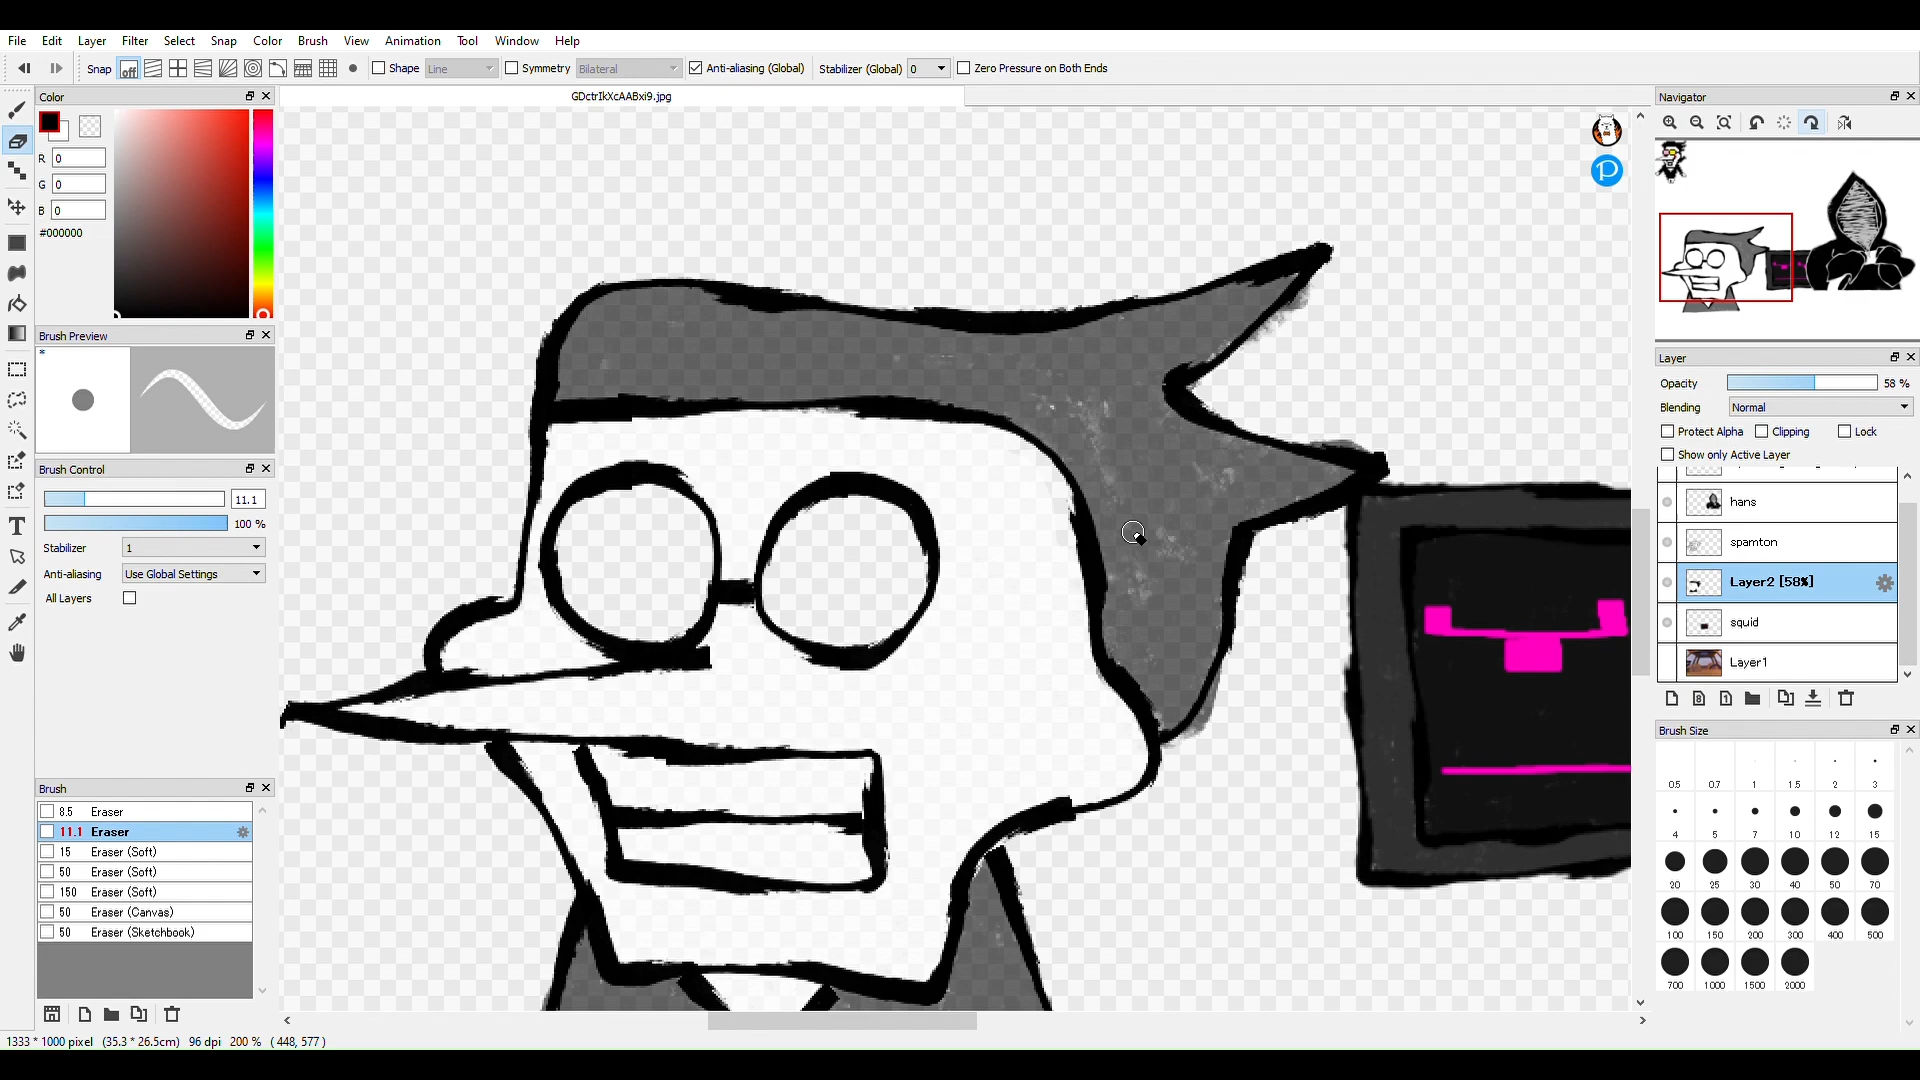 File Edit Layer Filter Select Snap Color Brush View Animation Tool Window Help
Snap off Shape Line Symmetry Bilateral Anti-aliasing (Global) Stabilizer (Global) 0 Zero Pressure on Both Ends
Color
GDctrIkXcAABxi9.jpg
Navigator
R 0
G 0
B 0
#000000
P
Brush Preview
*
Layer
Opacity 58 %
Blending Normal
Protect Alpha Clipping Lock
Show only Active Layer
Brush Control
11.1
100 %
Stabilizer 1
Anti-aliasing Use Global Settings
All Layers
hans
spamton
Layer2 [58%]
squid
Layer1
8 1
Brush Size
0.5 0.7 1 1.5 2 3
4 5 7 10 12 15
20 25 30 40 50 70
100 150 200 300 400 500
700 1000 1500 2000
Brush
8.5 Eraser
11.1 Eraser
15 Eraser (Soft)
50 Eraser (Soft)
150 Eraser (Soft)
50 Eraser (Canvas)
50 Eraser (Sketchbook)
1333 * 1000 pixel (35.3 * 26.5cm) 96 dpi 200 % ( 448, 577 )